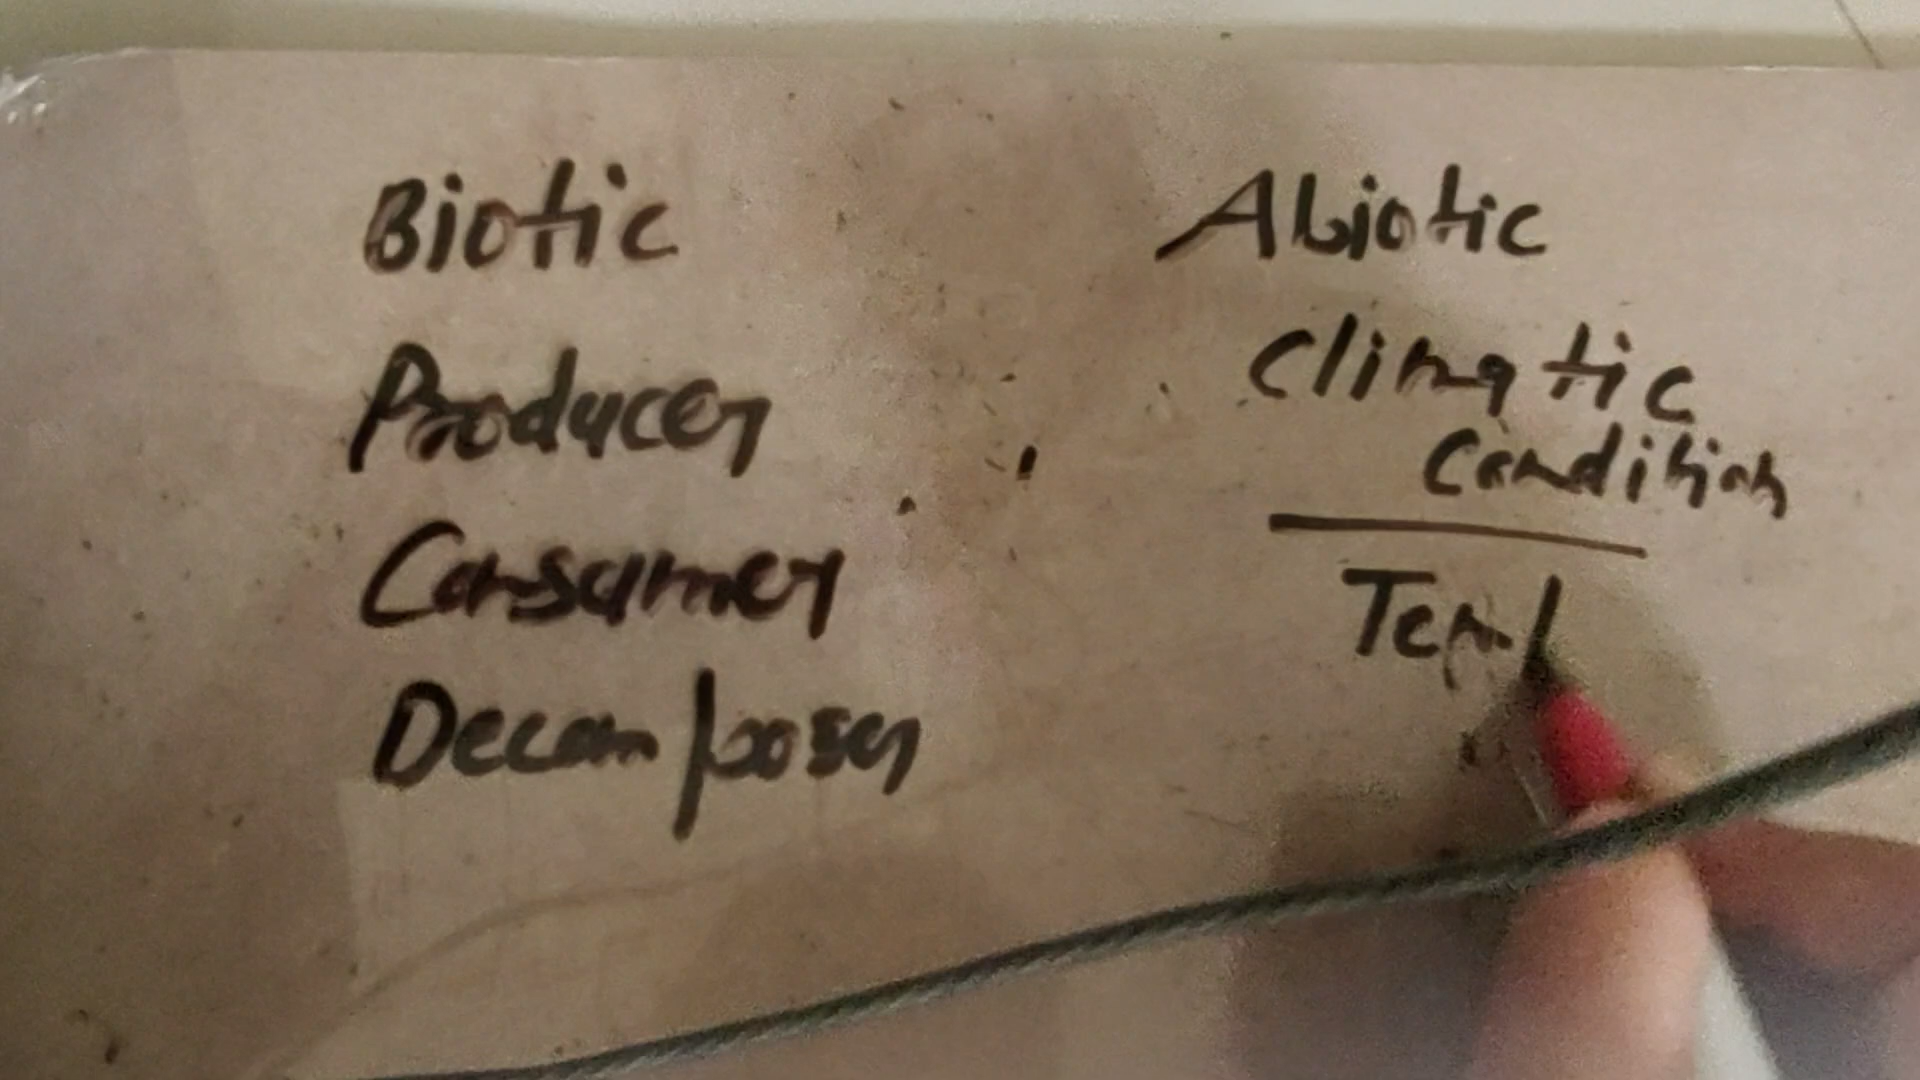 Biotic
Producer
Consumer
Decomposer
Abiotic
Climatic
Condition
Temp